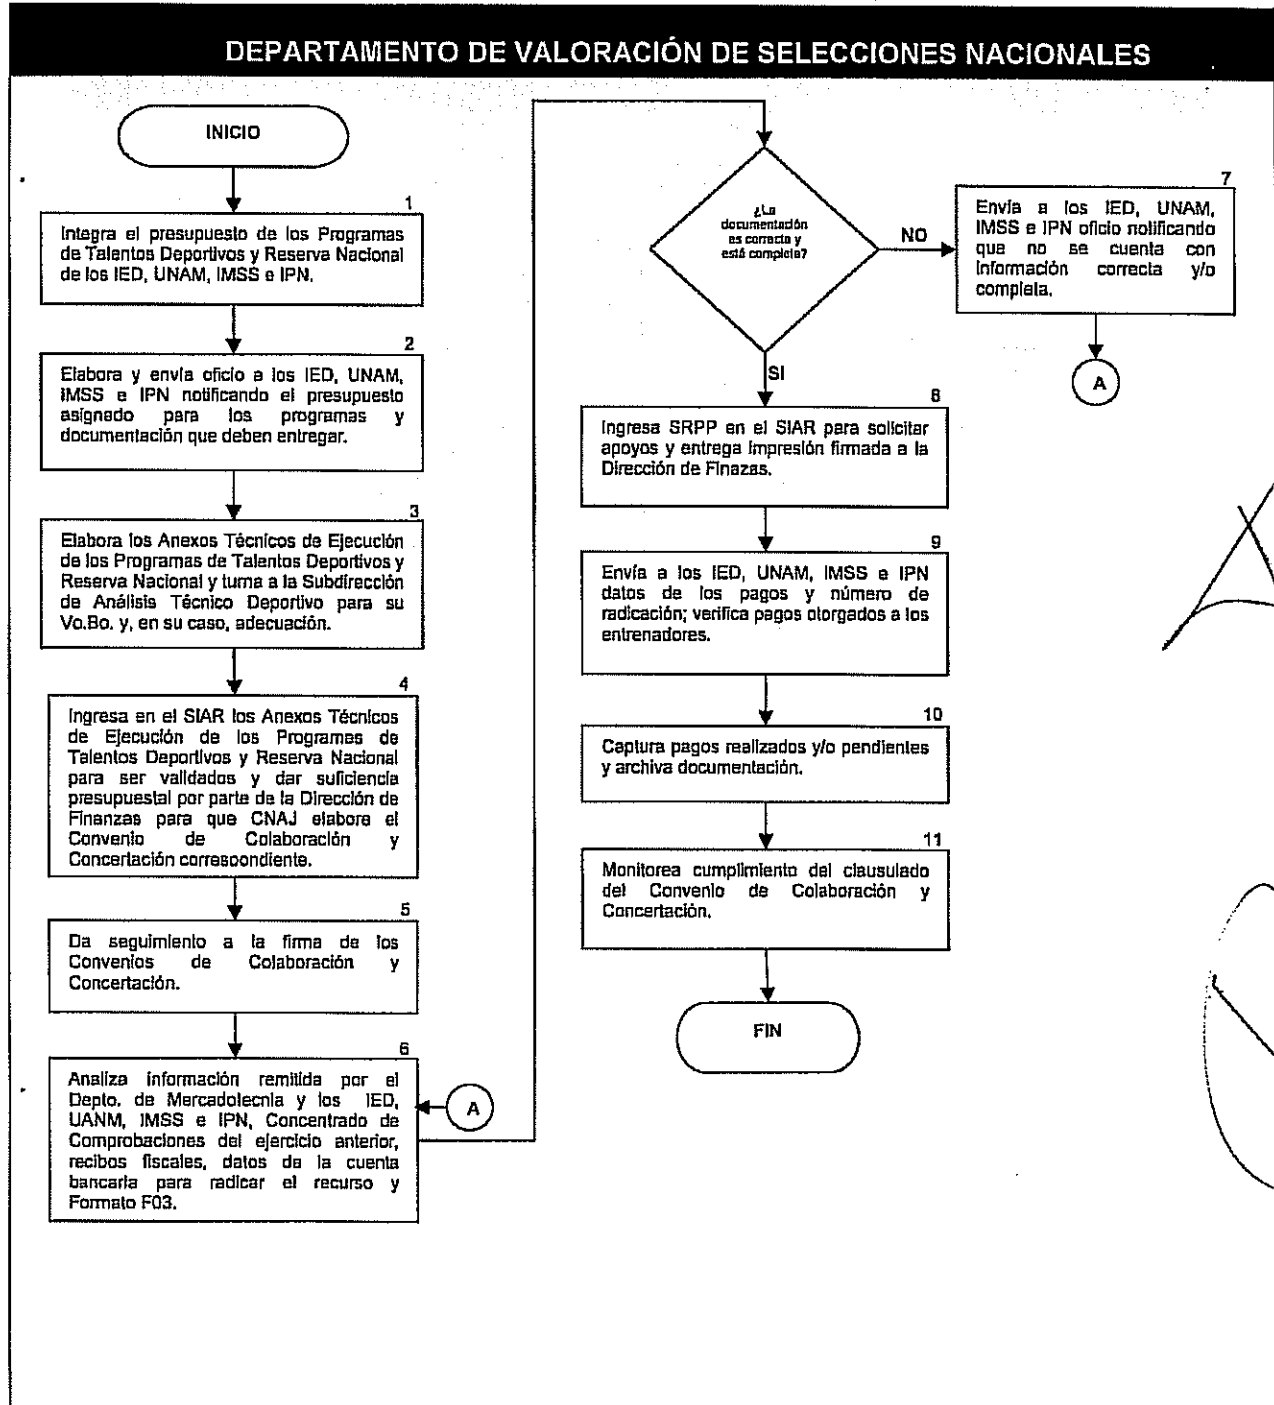 DEPARTAMENTO DE VALORACIÓN DE SELECCIONES NACIONALES
INICIO
1
Integra el presupuesto de los Programas
de Talentos Deportivos y Reserva Nacional
de los IED, UNAM, IMSS e IPN.
2
Elabora y envía oficio a los IED, UNAM,
IMSS e IPN notificando el presupuesto
asignado para los programas y
documentación que deben entregar.
3
Elabora los Anexos Técnicos de Ejecución
de los Programas de Talentos Deportivos y
Reserva Nacional y turna a la Subdirección
de Análisis Técnico Deportivo para su
Vo.Bo. y, en su caso, adecuación.
4
Ingresa en el SIAR los Anexos Técnicos
de Ejecución de los Programas de
Talentos Deportivos y Reserva Nacional
para ser validados y dar suficiencia
presupuestal por parte de la Dirección de
Finanzas para que CNAJ elabore el
Convenio de Colaboración y
Concertación correspondiente.
5
Da seguimiento a la firma de los
Convenios de Colaboración y
Concertación.
6
Analiza información remitida por el
Depto. de Mercadotecnia y los IED,
UANM, IMSS e IPN, Concentrado de
Comprobaciones del ejercicio anterior,
recibos fiscales, datos de la cuenta
bancaria para radicar el recurso y
Formato F03.
A
¿La
documentación
es correcta y
está completa?
NO
7
Envía a los IED, UNAM,
IMSS e IPN oficio notificando
que no se cuenta con
información correcta y/o
completa.
A
SI
8
Ingresa SRPP en el SIAR para solicitar
apoyos y entrega impresión firmada a la
Dirección de Finazas.
9
Envía a los IED, UNAM, IMSS e IPN
datos de los pagos y número de
radicación; verifica pagos otorgados a los
entrenadores.
10
Captura pagos realizados y/o pendientes
y archiva documentación.
11
Monitorea cumplimiento del clausulado
del Convenio de Colaboración y
Concertación.
FIN